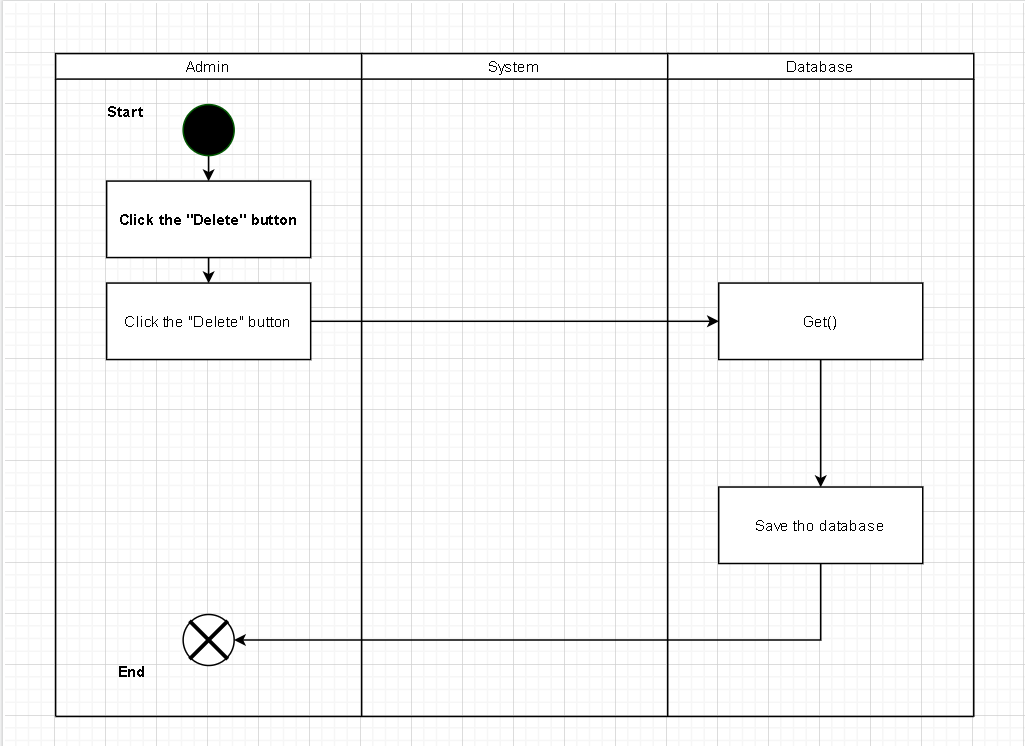 Admin
System
Database
Start
Click the "Delete" button
Click the "Delete" button
Get()
Save tho database
End